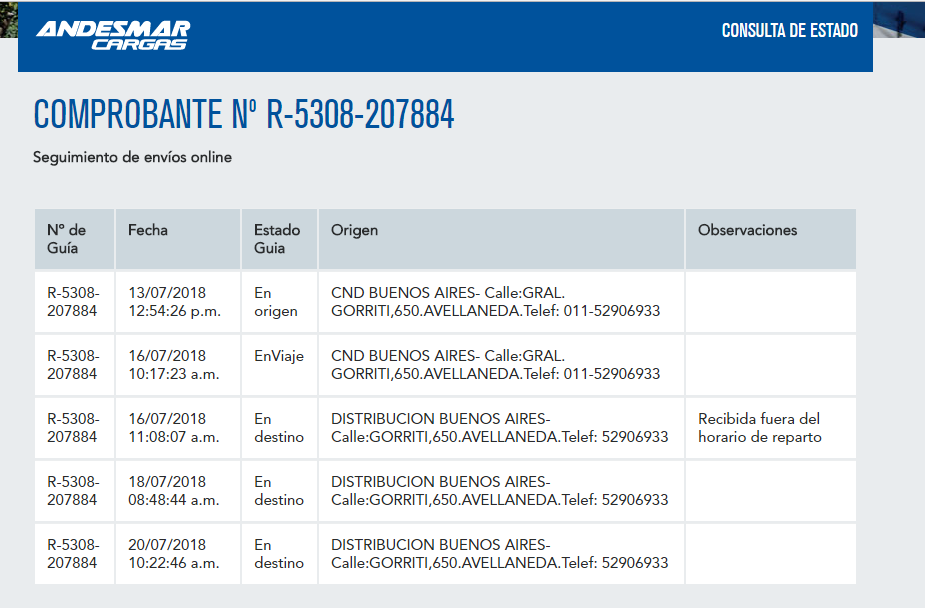 ANDESMAR
CARGAS
CONSULTA DE ESTADO
COMPROBANTE Nº R-5308-207884
Seguimiento de envíos online
Nº de
Guía
Fecha
Estado
Guia
Origen
Observaciones
R-5308-
207884
13/07/2018
12:54:26 p.m.
En
origen
CND BUENOS AIRES- Calle:GRAL.
GORRITI,650.AVELLANEDA.Telef: 011-52906933
R-5308-
207884
16/07/2018
10:17:23 a.m.
EnViaje
CND BUENOS AIRES- Calle:GRAL.
GORRITI,650.AVELLANEDA.Telef: 011-52906933
R-5308-
207884
16/07/2018
11:08:07 a.m.
En
destino
DISTRIBUCION BUENOS AIRES-
Calle:GORRITI,650.AVELLANEDA.Telef: 52906933
Recibida fuera del
horario de reparto
R-5308-
207884
18/07/2018
08:48:44 a.m.
En
destino
DISTRIBUCION BUENOS AIRES-
Calle:GORRITI,650.AVELLANEDA.Telef: 52906933
R-5308-
207884
20/07/2018
10:22:46 a.m.
En
destino
DISTRIBUCION BUENOS AIRES-
Calle:GORRITI,650.AVELLANEDA.Telef: 52906933